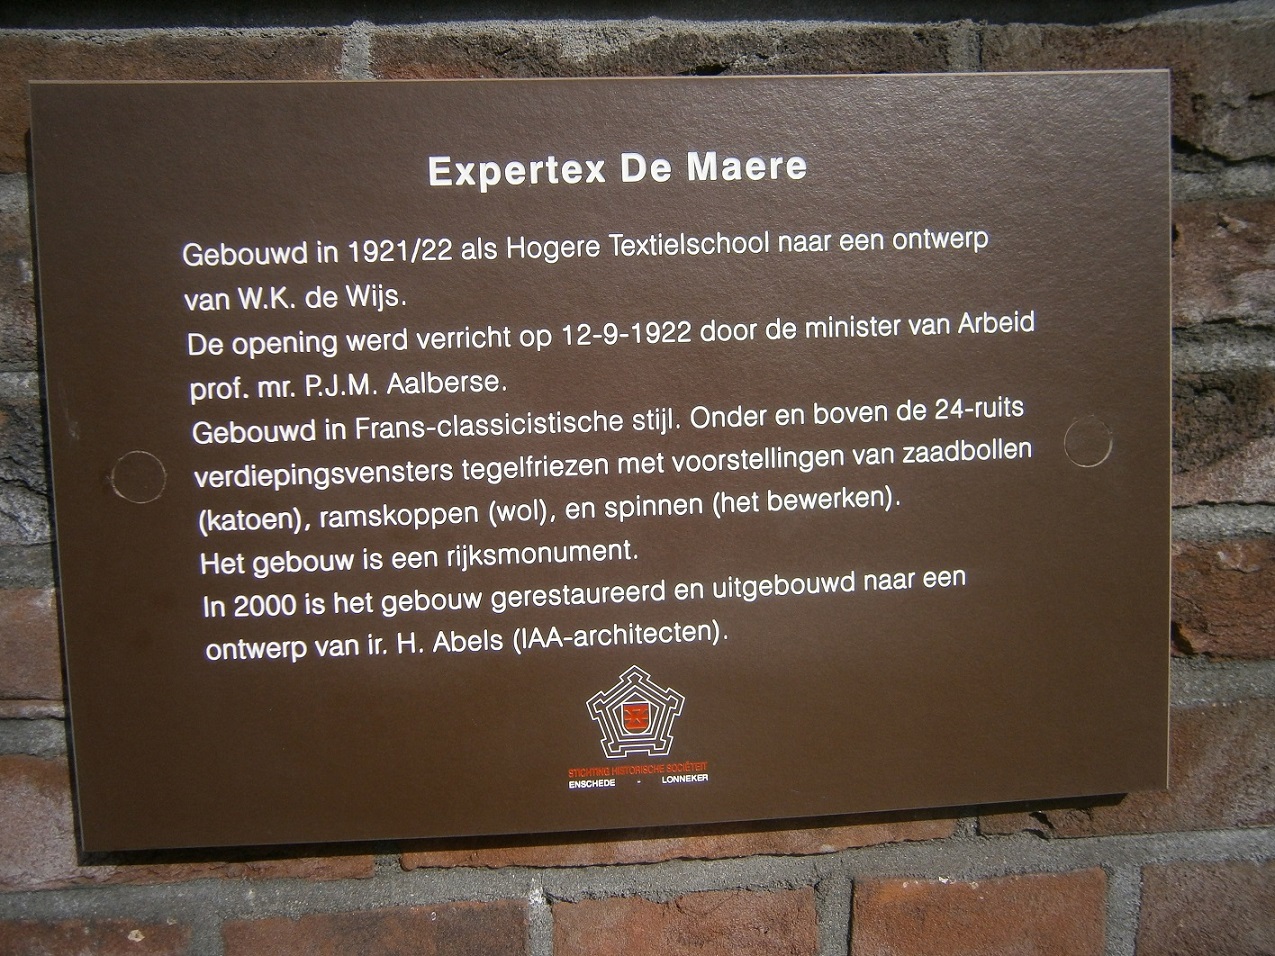 Expertex De Maere
Gebouwd in 1921/22 als Hogere Textielschool naar een ontwerp
van W.K. de Wijs.
De opening werd verricht op 12-9-1922 door de minister van Arbeid
prof. mr. P.J.M. Aalberse.
Gebouwd in Frans-classicistische stijl. Onder en boven de 24-ruits
verdiepingsvensters tegelfriezen met voorstellingen van zaadbollen
(katoen), ramskoppen (wol), en spinnen (het bewerken).
Het gebouw is een rijksmonument.
In 2000 is het gebouw gerestaureerd en uitgebouwd naar een
ontwerp van ir. H. Abels (IAA-architecten).
STICHTING HISTORISCHE SOCIËTEIT
ENSCHEDE - LONNEKER